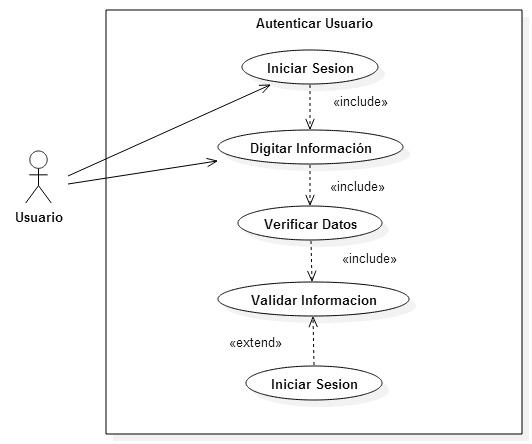 Autenticar Usuario
Iniciar Sesion
«include»
Digitar Información
«include»
Usuario
Verificar Datos
«include»
Validar Informacion
«extend»
Iniciar Sesion